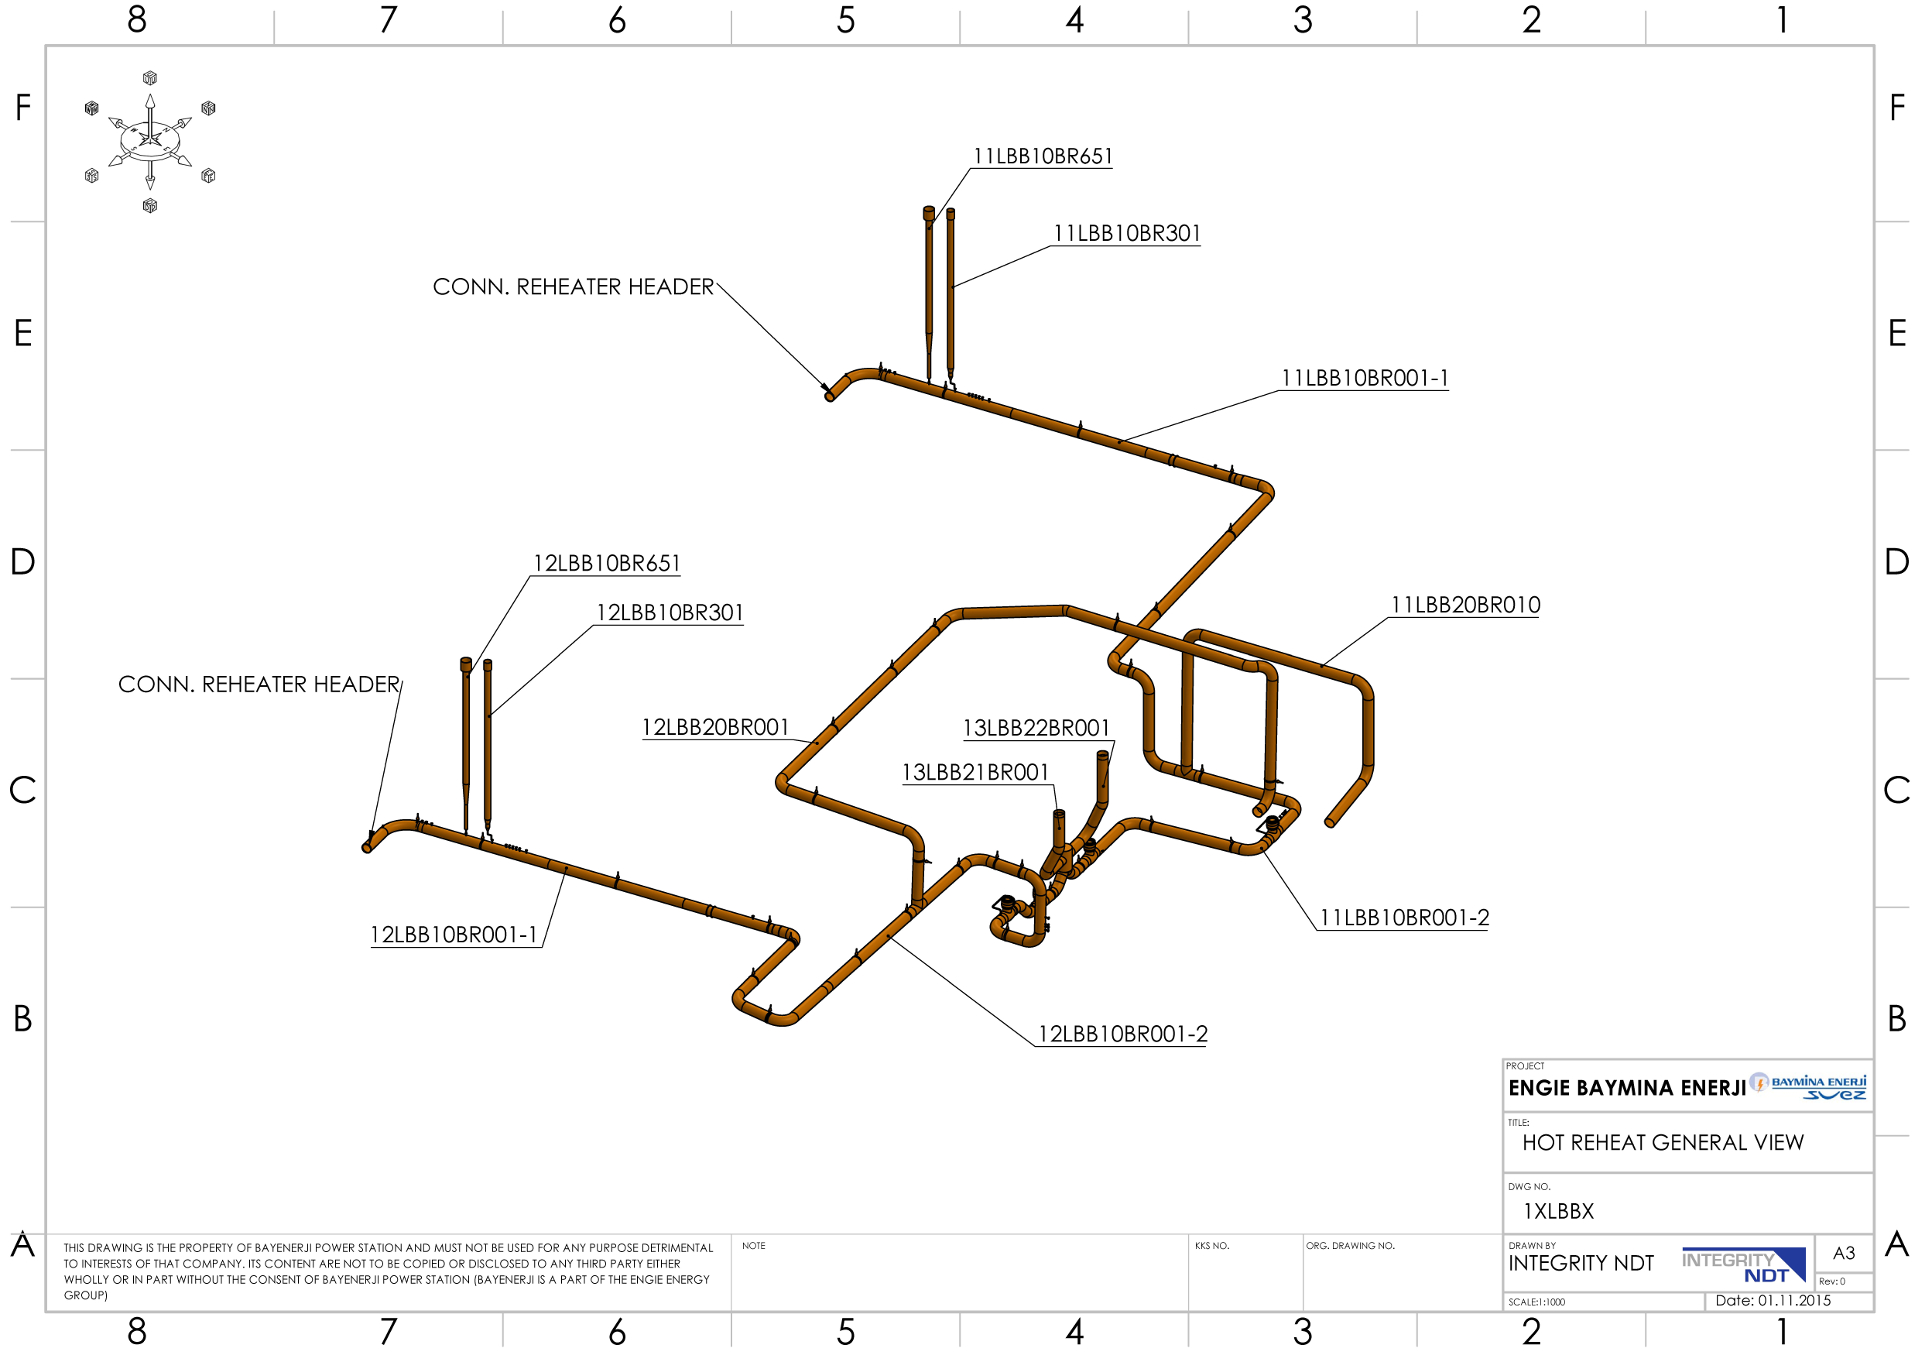 8 7 6 5 4 3 2 1
F F
11LBB10BR651
11LBB10BR301
CONN. REHEATER HEADER
E E
11LBB10BR001-1
D D
12LBB10BR651
12LBB10BR301
11LBB20BR010
CONN. REHEATER HEADER
12LBB20BR001
13LBB22BR001
13LBB21BR001
C C
12LBB10BR001-1
11LBB10BR001-2
B B
12LBB10BR001-2
PROJECT
ENGIE BAYMINA ENERJI
BAYMİNA ENERJİ
SUEZ
TITLE:
HOT REHEAT GENERAL VIEW
DWG NO.
1XLBBX
A A
THIS DRAWING IS THE PROPERTY OF BAYENERJI POWER STATION AND MUST NOT BE USED FOR ANY PURPOSE DETRIMENTAL
TO INTERESTS OF THAT COMPANY. ITS CONTENT ARE NOT TO BE COPIED OR DISCLOSED TO ANY THIRD PARTY EITHER
WHOLLY OR IN PART WITHOUT THE CONSENT OF BAYENERJI POWER STATION (BAYENERJI IS A PART OF THE ENGIE ENERGY
GROUP)
NOTE
KKS NO.
ORG. DRAWING NO.
DRAWN BY
INTEGRITY NDT
INTEGRITY
NDT
A3
Rev: 0
SCALE:1:1000
Date: 01.11.2015
8 7 6 5 4 3 2 1